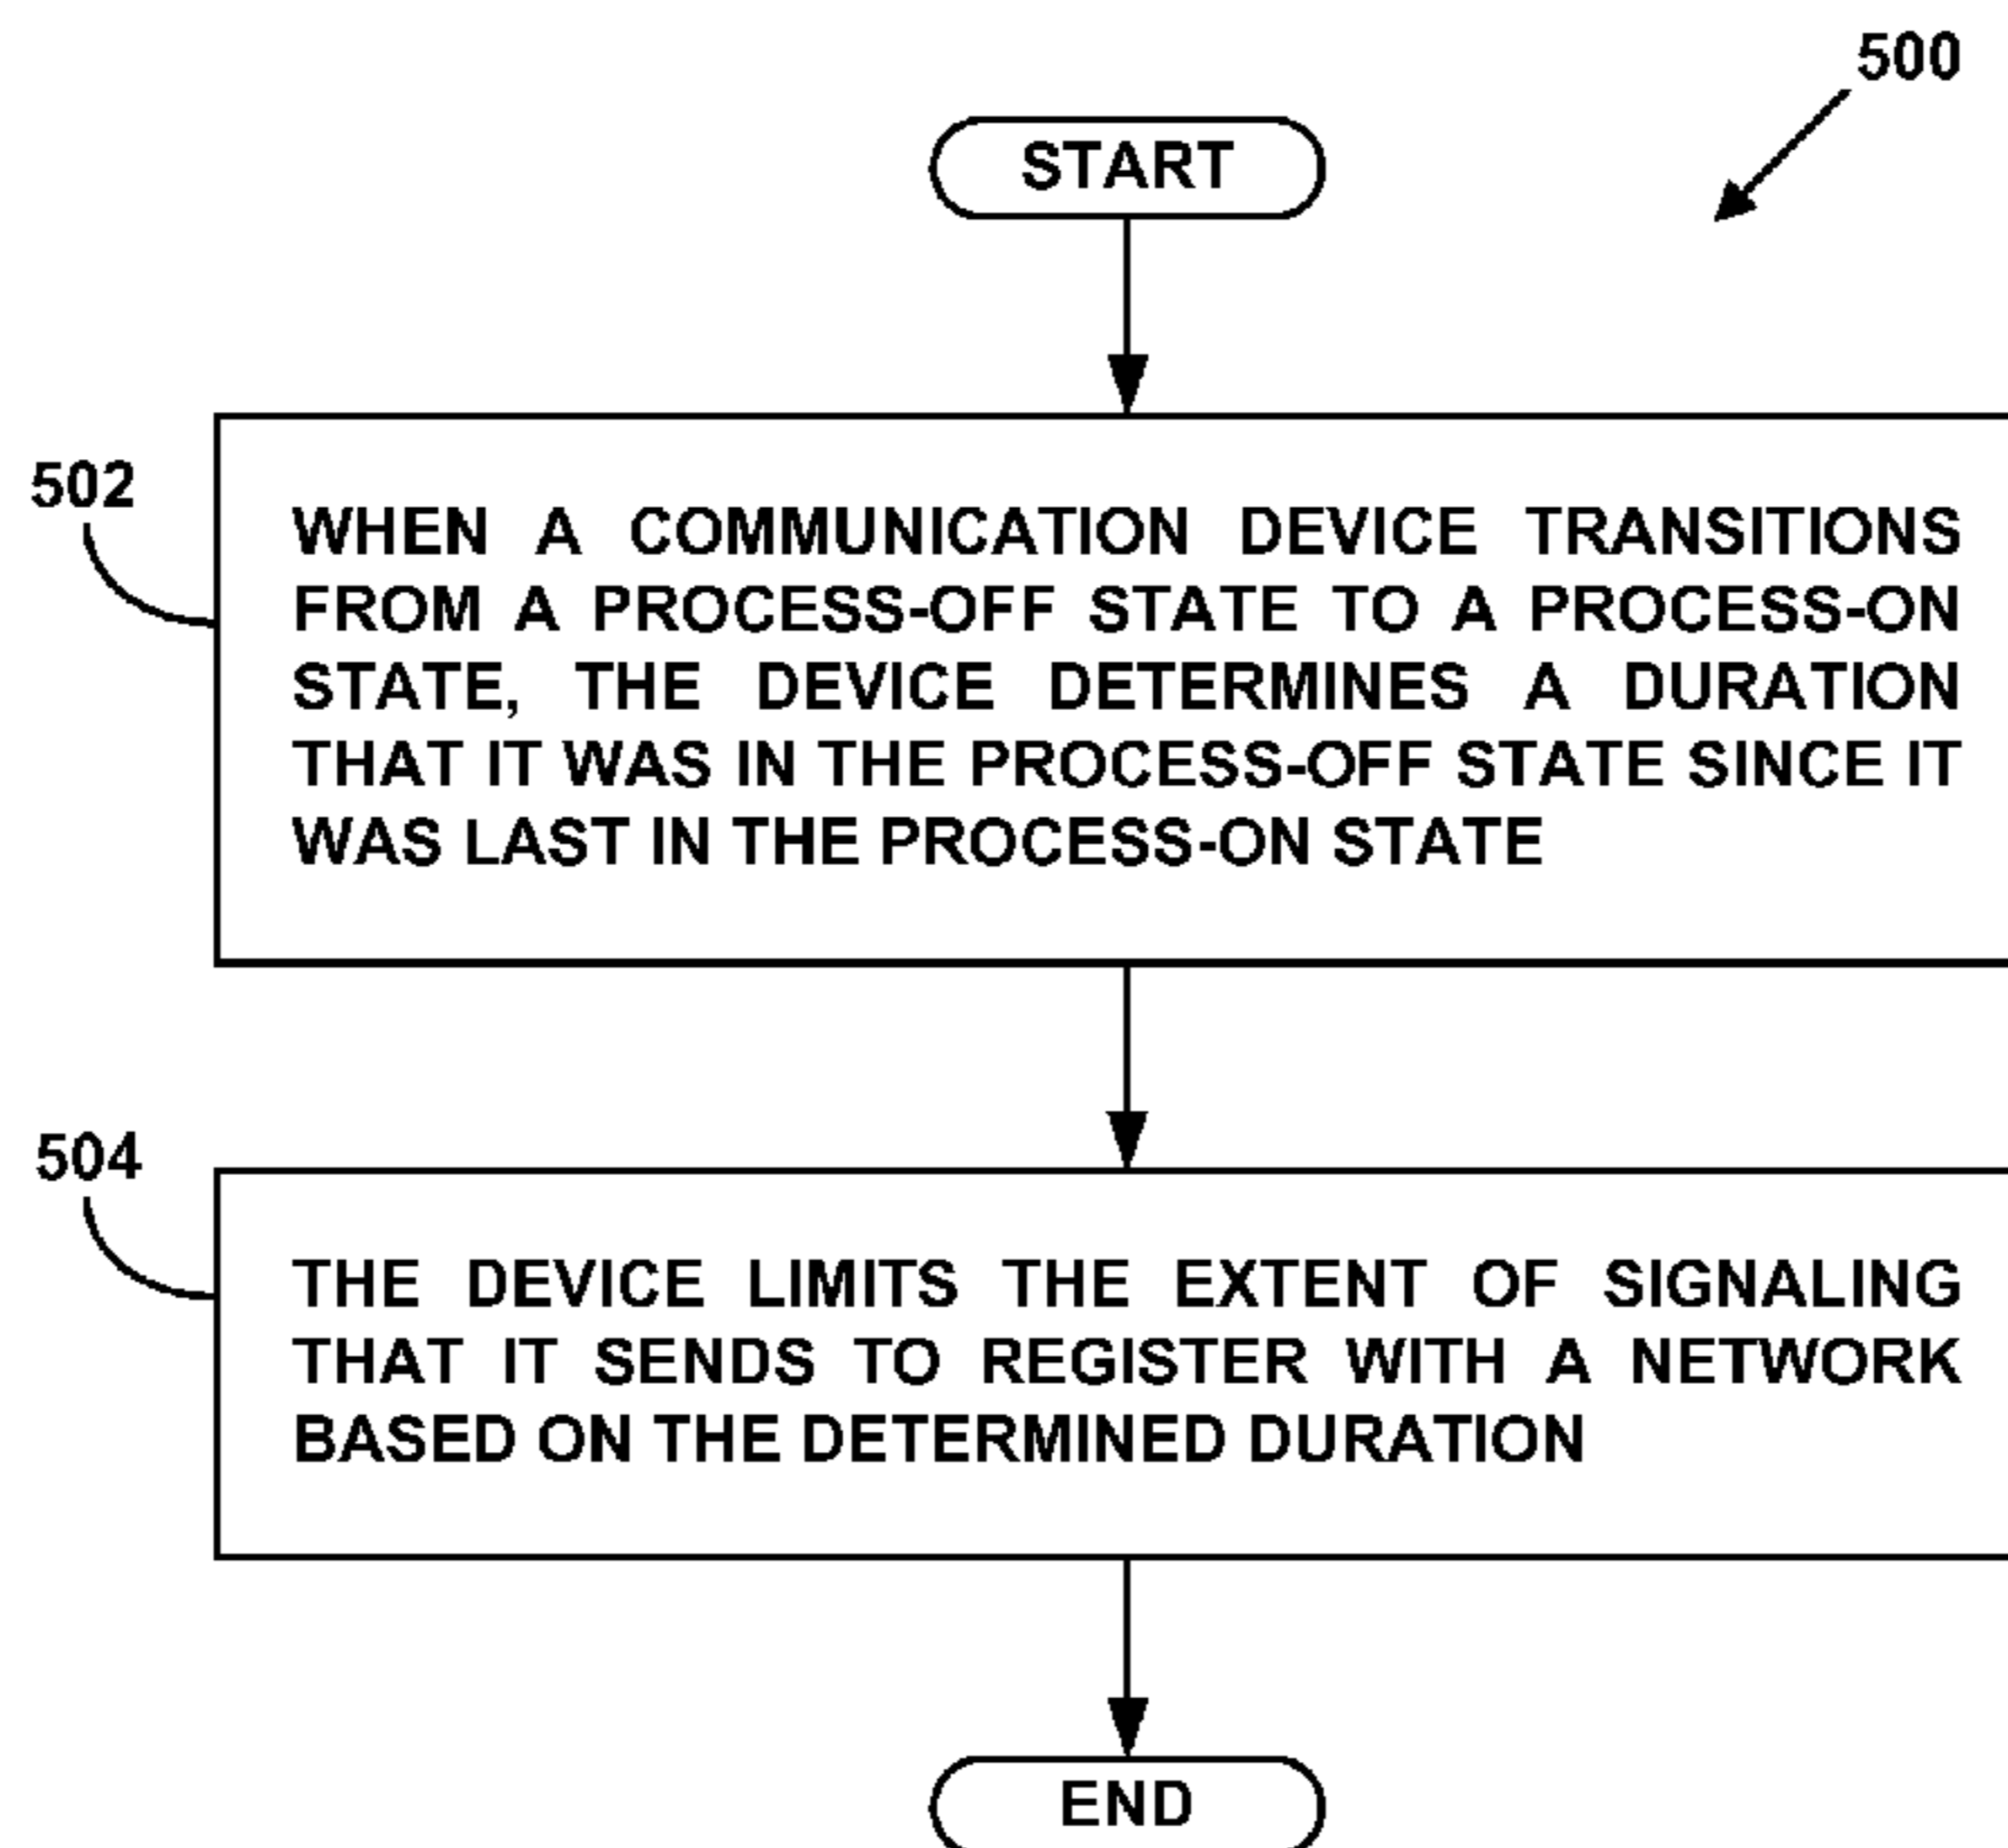 500
START
502
WHEN A COMMUNICATION DEVICE TRANSITIONS
FROM A PROCESS-OFF STATE TO A PROCESS-ON
STATE, THE DEVICE DETERMINES A DURATION
THAT IT WAS IN THE PROCESS-OFF STATE SINCE IT
WAS LAST IN THE PROCESS-ON STATE
504
THE DEVICE LIMITS THE EXTENT OF SIGNALING
THAT IT SENDS TO REGISTER WITH A NETWORK
BASED ON THE DETERMINED DURATION
END